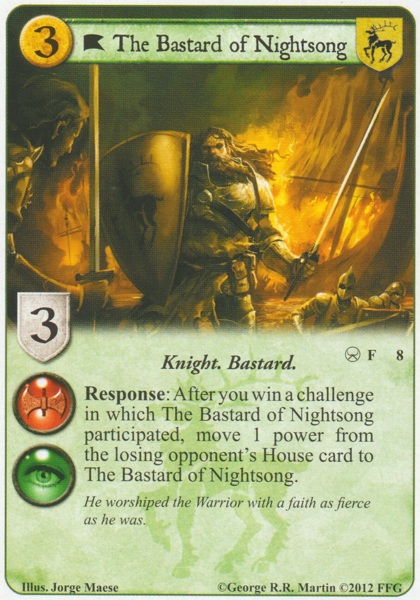 3
The Bastard of Nightsong
3
Knight. Bastard.
F 8
Response: After you win a challenge
in which The Bastard of Nightsong
participated, move 1 power from
the losing opponent's House card to
The Bastard of Nightsong.
He worshiped the Warrior with a faith as fierce
as he was.
Illus. Jorge Maese ©George R.R. Martin ©2012 FFG